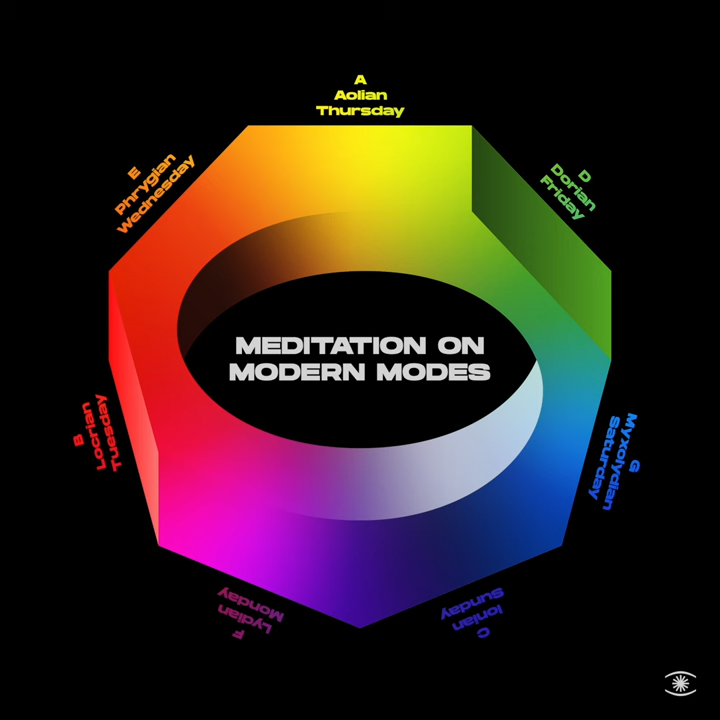 A
Aolian
Thursday
E
Phrygian
Wednesday
D
Dorian
Friday
MEDITATION ON
MODERN MODES
B
Locrian
Tuesday
G
Myxolydian
Saturday
F
Lydian
Monday
C
Ionian
Sunday